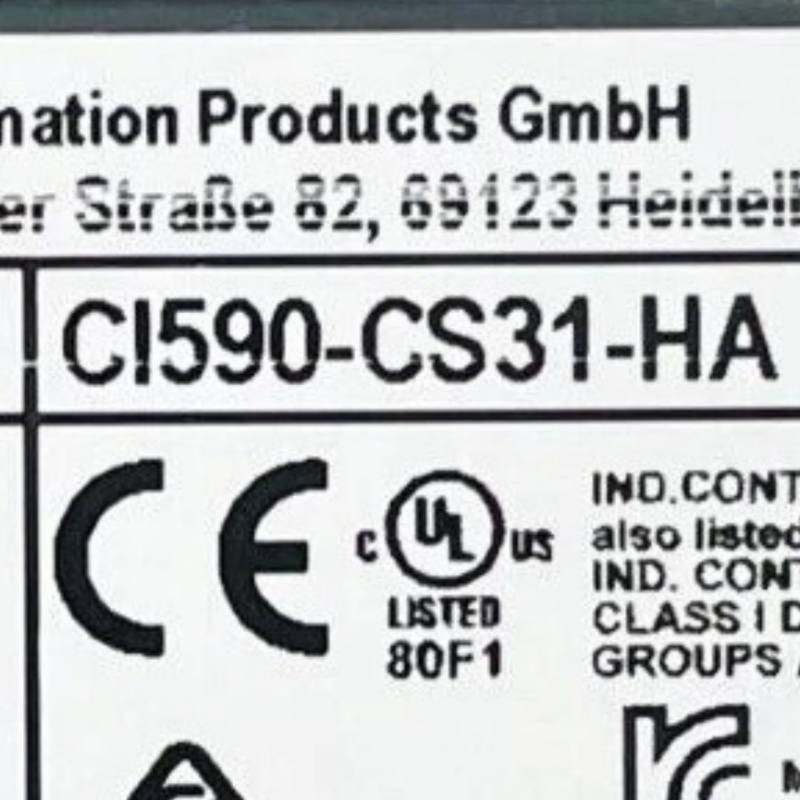 mation Products GmbH
er Straße 82, 69123 Heidel
CI590-CS31-HA
CE
C UL US
LISTED
80F1
IND.CONT
also listed
IND. CONT
CLASS I D
GROUPS